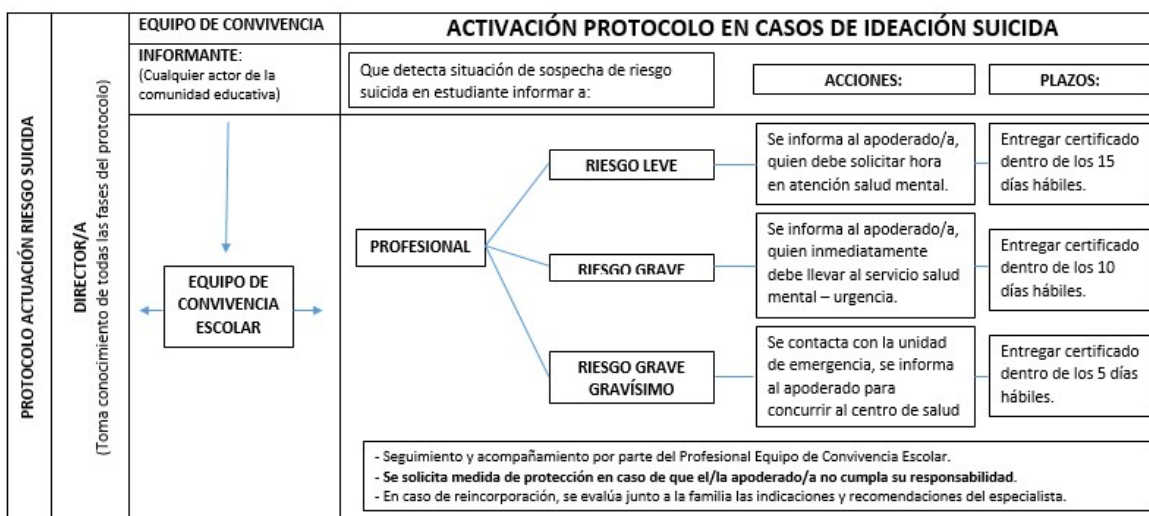 PROTOCOLO ACTUACIÓN RIESGO SUICIDA
DIRECTOR/A
(Toma conocimiento de todas las fases del protocolo)
EQUIPO DE CONVIVENCIA
ACTIVACIÓN PROTOCOLO EN CASOS DE IDEACIÓN SUICIDA
INFORMANTE:
(Cualquier actor de la
comunidad educativa)
Que detecta situación de sospecha de riesgo
suicida en estudiante informar a:
ACCIONES:
PLAZOS:
EQUIPO DE
CONVIVENCIA
ESCOLAR
PROFESIONAL
RIESGO LEVE
Se informa al apoderado/a,
quien debe solicitar hora
en atención salud mental.
Entregar certificado
dentro de los 15
días hábiles.
RIESGO GRAVE
Se informa al apoderado/a,
quien inmediatamente
debe llevar al servicio salud
mental – urgencia.
Entregar certificado
dentro de los 10
días hábiles.
RIESGO GRAVE
GRAVÍSIMO
Se contacta con la unidad
de emergencia, se informa
al apoderado para
concurrir al centro de salud
Entregar certificado
dentro de los 5 días
hábiles.
- Seguimiento y acompañamiento por parte del Profesional Equipo de Convivencia Escolar.
- Se solicita medida de protección en caso de que el/la apoderado/a no cumpla su responsabilidad.
- En caso de reincorporación, se evalúa junto a la familia las indicaciones y recomendaciones del especialista.